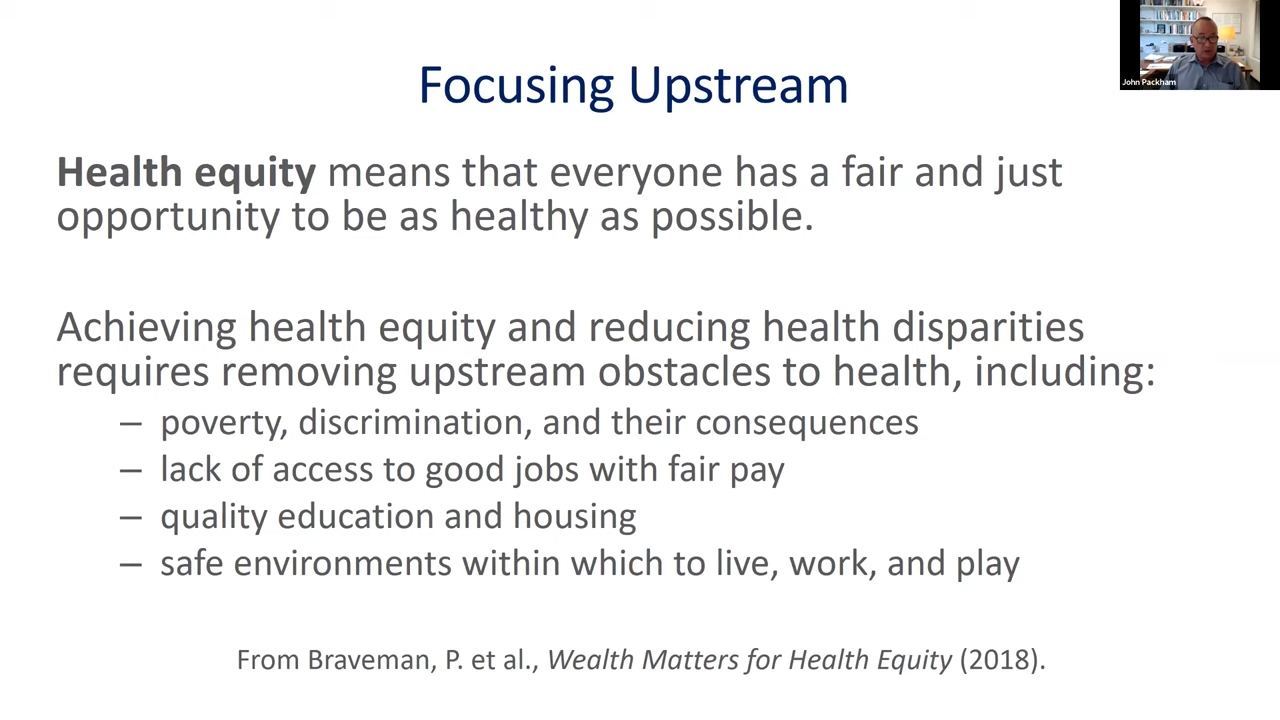 Focusing Upstream
John Packham
Health equity means that everyone has a fair and just
opportunity to be as healthy as possible.
Achieving health equity and reducing health disparities
requires removing upstream obstacles to health, including:
– poverty, discrimination, and their consequences
– lack of access to good jobs with fair pay
– quality education and housing
– safe environments within which to live, work, and play
From Braveman, P. et al., Wealth Matters for Health Equity (2018).